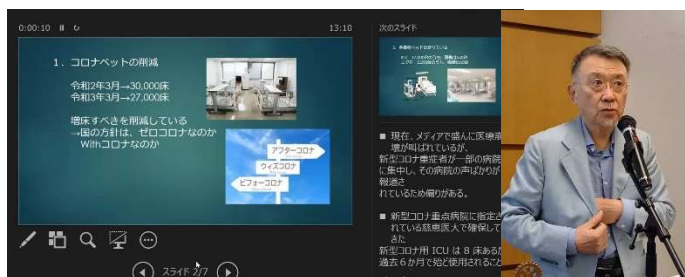 0:00:10
13:10
次のスライド
1．コロナベットの削減
令和2年3月→30,000床
令和3年3月→27,000床
増床すべきを削減している
→国の方針は、ゼロコロナなのか
Withコロナなのか
アフターコロナ
ウィズコロナ
ビフォーコロナ
スライド 2/7
■ 現在、メディアで盛んに医療崩
壊が叫ばれているが、
新型コロナ重症者が一部の病院
に集中し、その病院の声ばかりが
報道さ
れているため偏りがある。
■ 新型コロナ重点病院に指定さ
れている慈恵医大で確保して
きた
新型コロナ用 ICU は 8 床あるが
過去 6 か月で殆ど使用されること